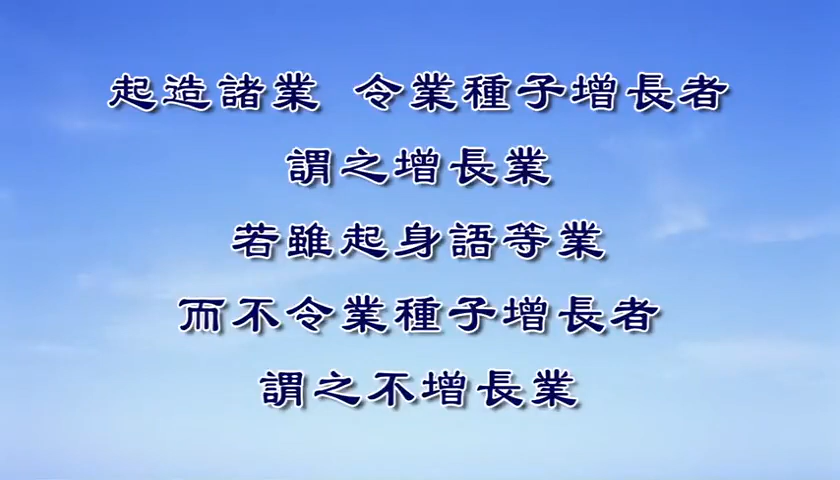 起造諸業 令業種子增長者
謂之增長業
若雖起身語等業
而不令業種子增長者
謂之不增長業